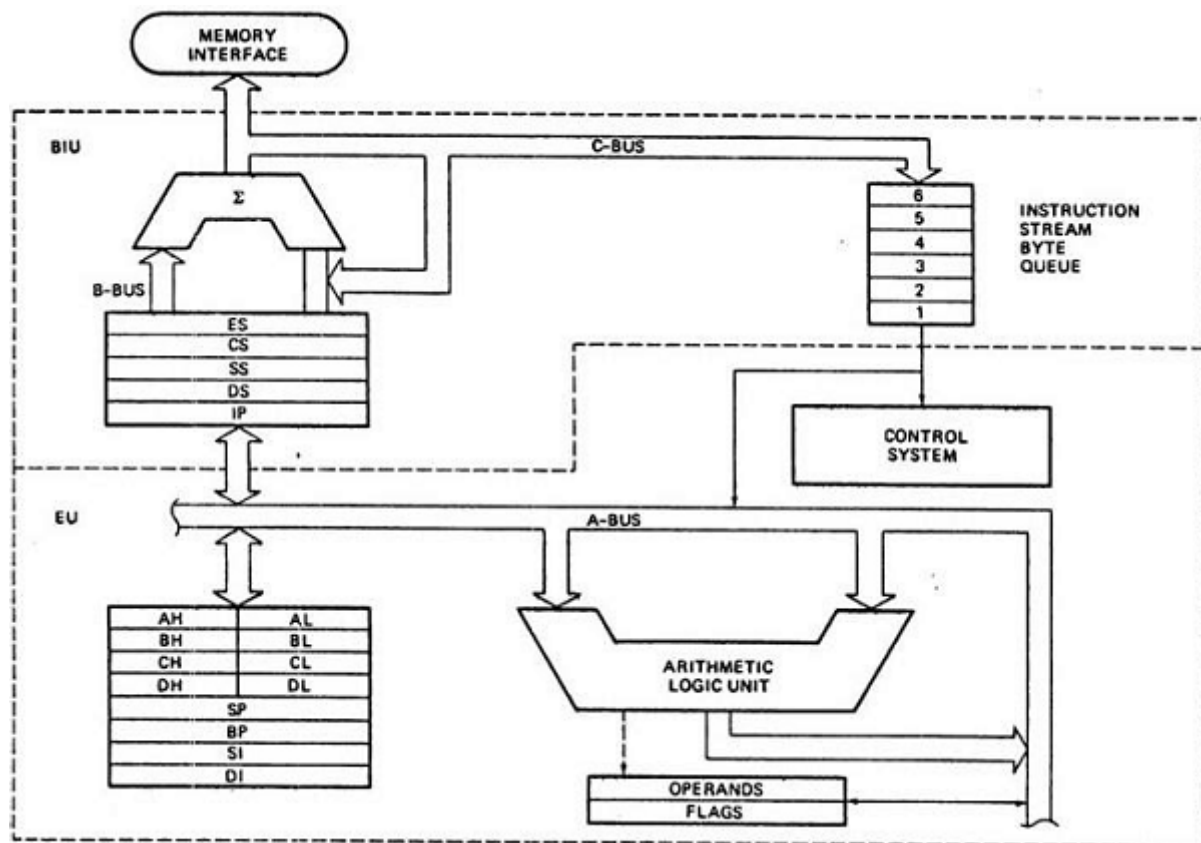 MEMORY
INTERFACE
BIU
C-BUS
Σ
6
5
4
3
2
1
INSTRUCTION
STREAM
BYTE
QUEUE
B-BUS
ES
CS
SS
DS
IP
CONTROL
SYSTEM
EU
A-BUS
AH AL
BH BL
CH CL
DH DL
SP
BP
SI
DI
ARITHMETIC
LOGIC UNIT
OPERANDS
FLAGS